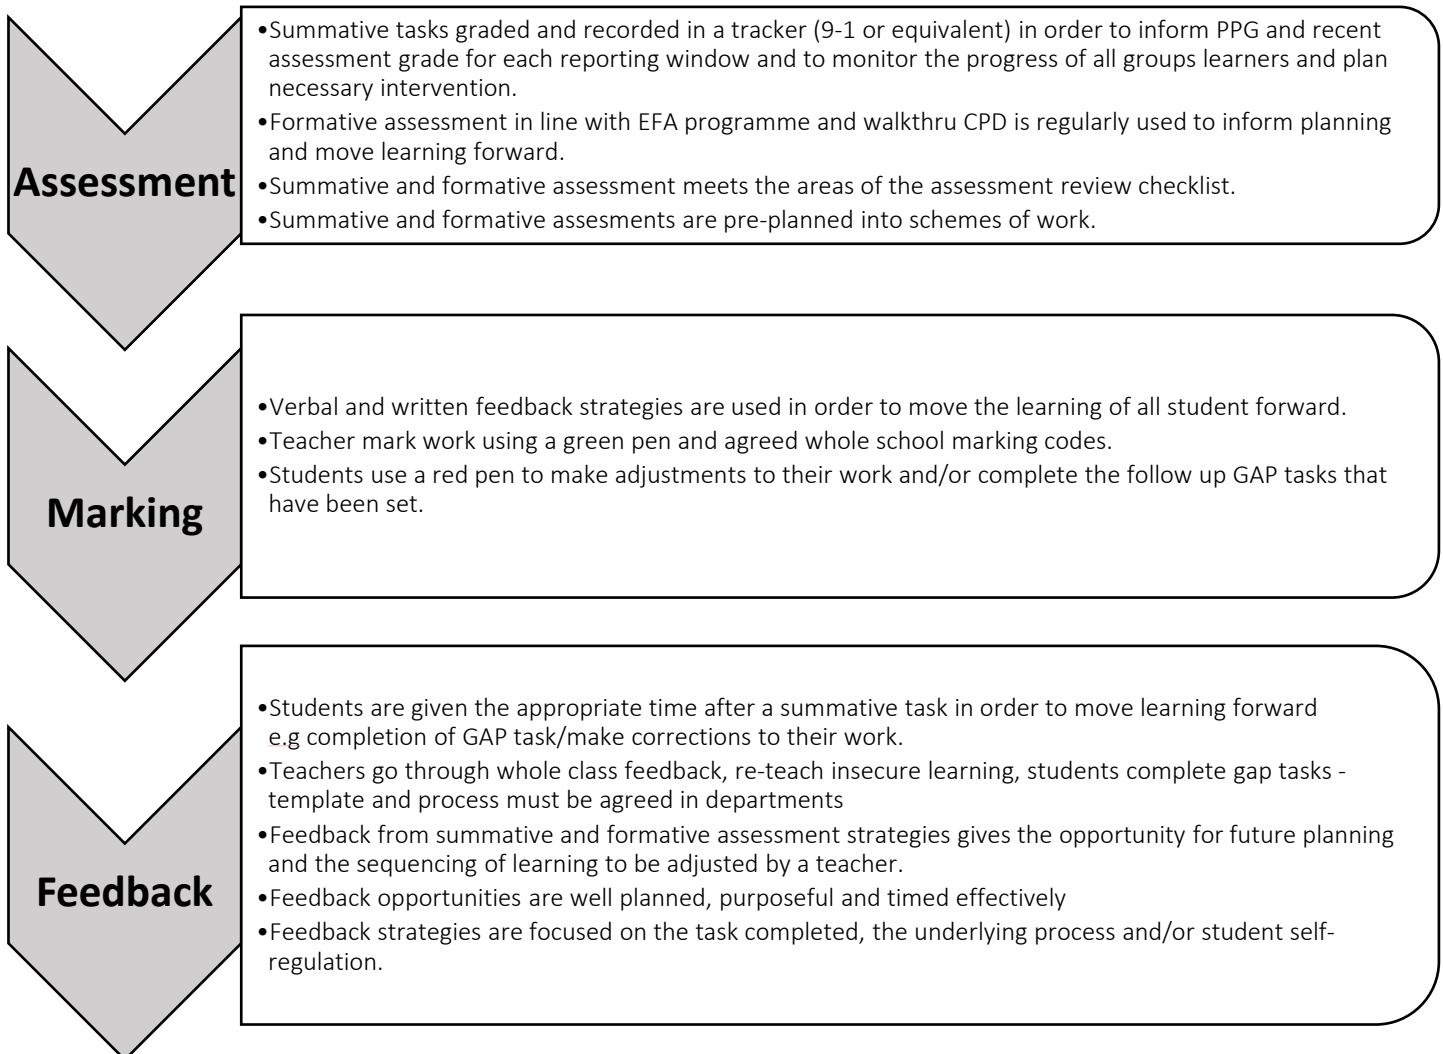 Assessment
•Summative tasks graded and recorded in a tracker (9-1 or equivalent) in order to inform PPG and recent
assessment grade for each reporting window and to monitor the progress of all groups learners and plan
necessary intervention.
•Formative assessment in line with EFA programme and walkthru CPD is regularly used to inform planning
and move learning forward.
•Summative and formative assessment meets the areas of the assessment review checklist.
•Summative and formative assesments are pre-planned into schemes of work.
Marking
•Verbal and written feedback strategies are used in order to move the learning of all student forward.
•Teacher mark work using a green pen and agreed whole school marking codes.
•Students use a red pen to make adjustments to their work and/or complete the follow up GAP tasks that
have been set.
Feedback
•Students are given the appropriate time after a summative task in order to move learning forward
e.g completion of GAP task/make corrections to their work.
•Teachers go through whole class feedback, re-teach insecure learning, students complete gap tasks -
template and process must be agreed in departments
•Feedback from summative and formative assessment strategies gives the opportunity for future planning
and the sequencing of learning to be adjusted by a teacher.
•Feedback opportunities are well planned, purposeful and timed effectively
•Feedback strategies are focused on the task completed, the underlying process and/or student self-
regulation.